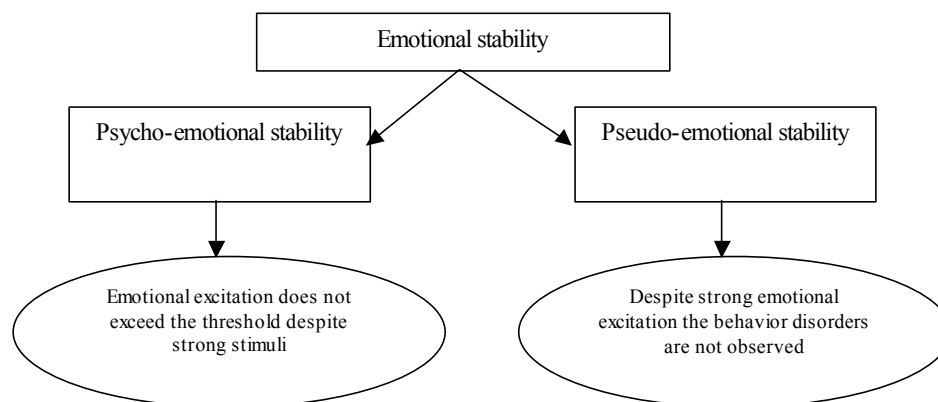 Emotional stability
Psycho-emotional stability
Pseudo-emotional stability
Emotional excitation does not
exceed the threshold despite
strong stimuli
Despite strong emotional
excitation the behavior disorders
are not observed